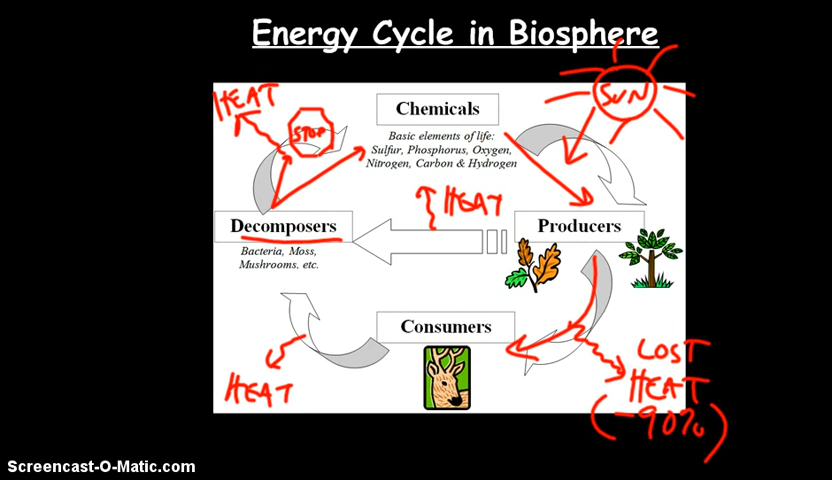 Energy Cycle in Biosphere
SUN
HEAT
STOP
Chemicals
Basic elements of life:
Sulfur, Phosphorus, Oxygen,
Nitrogen, Carbon & Hydrogen
HEAT
Decomposers
Bacteria, Moss,
Mushrooms, etc.
Producers
Consumers
HEAT
LOST
HEAT
(-90%)
Screencast-O-Matic.com